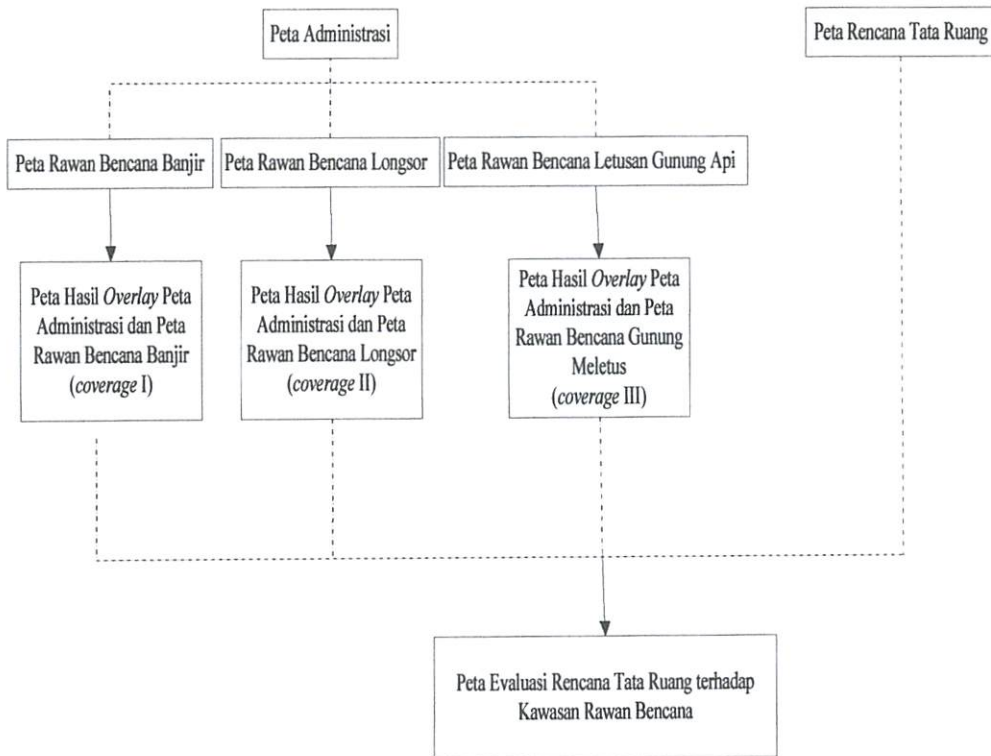 Peta Administrasi
Peta Rencana Tata Ruang
Peta Rawan Bencana Banjir
Peta Rawan Bencana Longsor
Peta Rawan Bencana Letusan Gunung Api
Peta Hasil Overlay Peta
Administrasi dan Peta
Rawan Bencana Banjir
(coverage I)
Peta Hasil Overlay Peta
Administrasi dan Peta
Rawan Bencana Longsor
(coverage II)
Peta Hasil Overlay Peta
Administrasi dan Peta
Rawan Bencana Gunung
Meletus
(coverage III)
Peta Evaluasi Rencana Tata Ruang terhadap
Kawasan Rawan Bencana